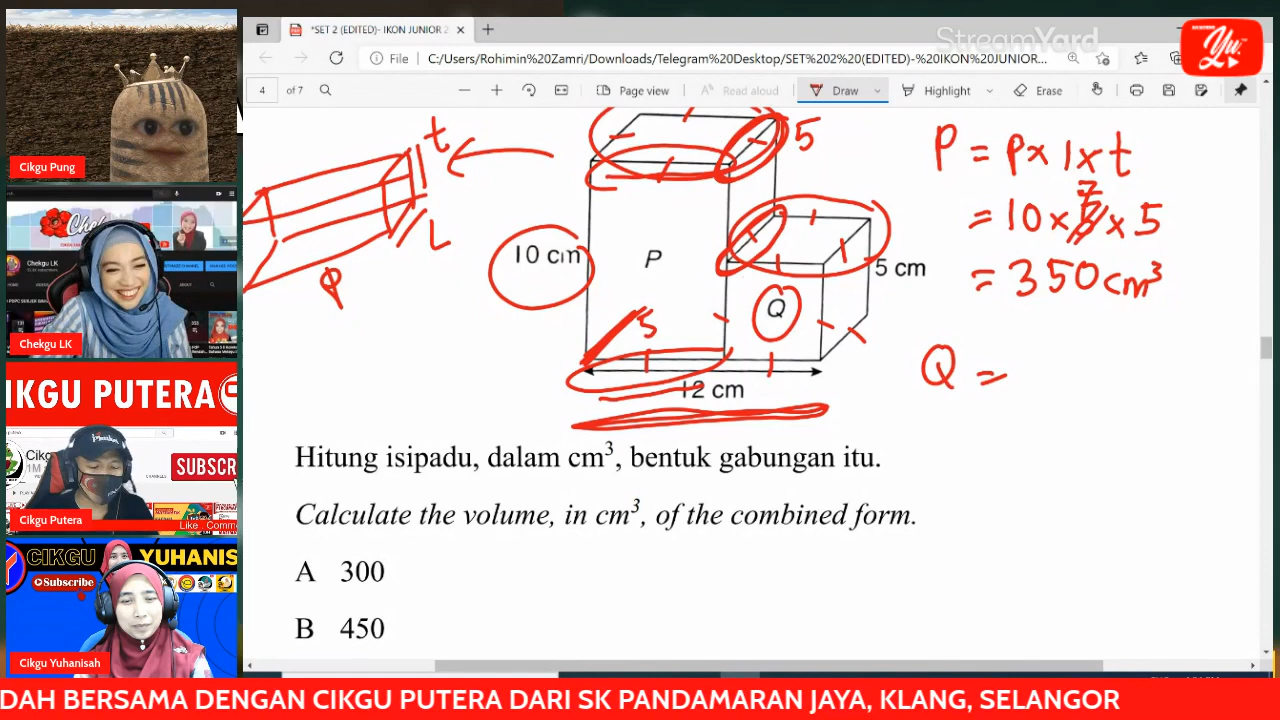 *SET 2 (EDITED)- IKON JUNIOR 2
StreamYard
Yu
File
C:/Users/Rohimin%20Zamri/Downloads/Telegram%20Desktop/SET%202%20(EDITED)-%20IKON%20JUNIOR...
4 of 7
Page view
Read aloud
Draw
Highlight
Erase
Cikgu Pung
Chekgu LK
IKGU PUTERA
SUBSC
Cikgu Putera
Like Comme
CIKGU YUHANIS
Subscribe
Cikgu Yuhanisah
t
L
P
5
10 cm
P
5 cm
Q
5
12 cm
P = P x l x t
= 10 x 7 x 5
= 350 cm³
Q =
Hitung isipadu, dalam cm³, bentuk gabungan itu.
Calculate the volume, in cm³, of the combined form.
A 300
B 450
DAH BERSAMA DENGAN CIKGU PUTERA DARI SK PANDAMARAN JAYA, KLANG, SELANGOR